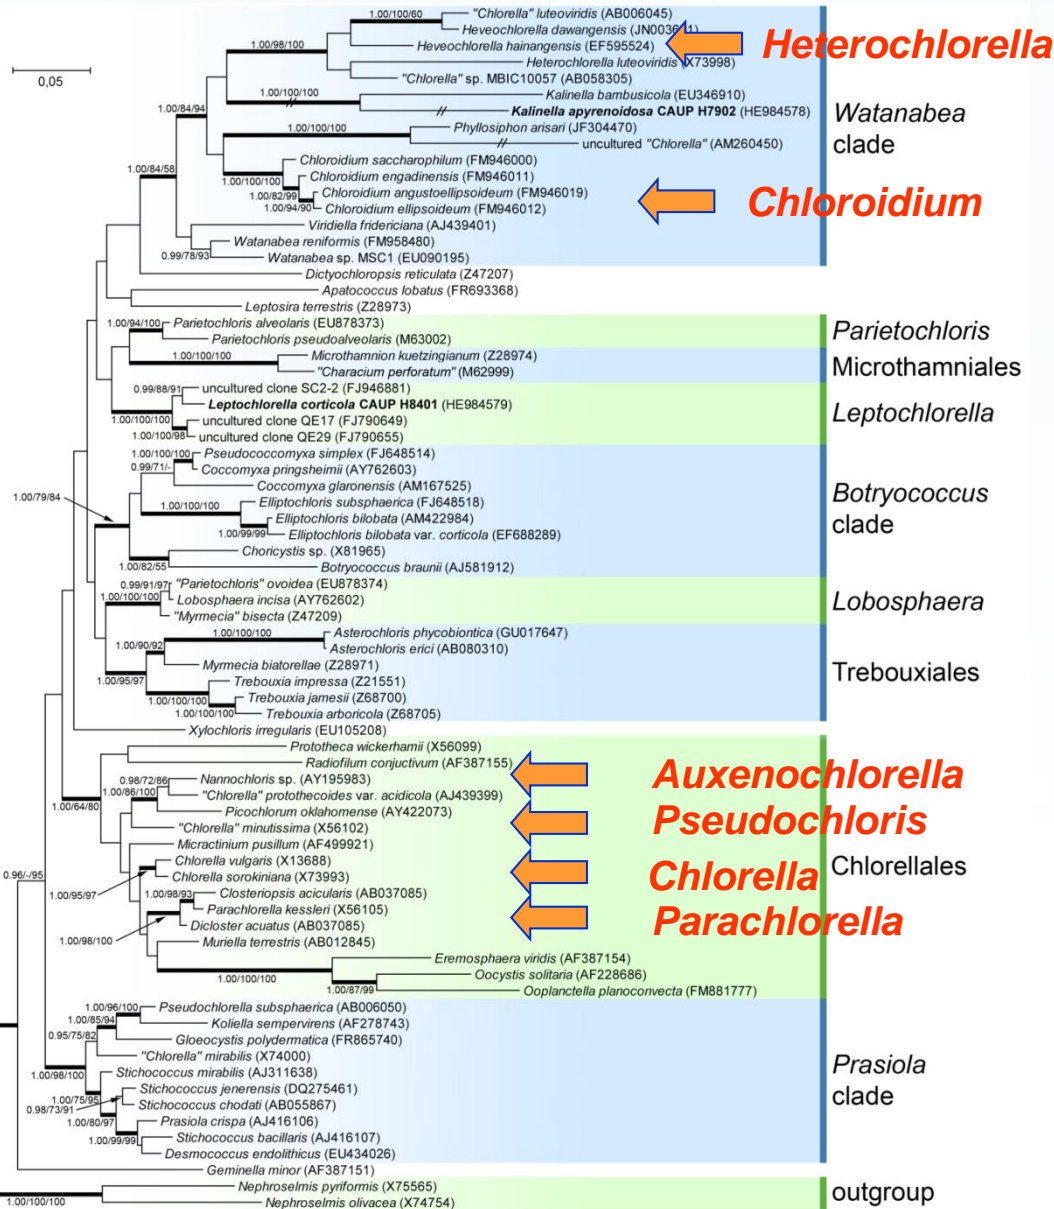 1.00/100/60
"Chlorella" luteoviridis (AB006045)
Heveochlorella dawangensis
1.00/98/100
Heveochlorella hainangensis (EF595524)
Heterochlorella
0,05
Heterochlorella luteoviridis (X73998)
"Chlorella" sp. MBIC10057 (AB058305)
1.00/100/100
Kalinella bambusicola (EU346910)
1.00/84/94
//
//
Kalinella apyrenoidosa CAUP H7902 (HE984578)
Watanabea
clade
1.00/100/100
Phyllosiphon arisari (JF304470)
//
uncultured "Chlorella" (AM260450)
Chloroidium saccharophilum (FM946000)
1.00/84/58
1.00/100/100
Chloroidium engadinensis (FM946011)
1.00/82/99
Chloroidium angustoellipsoideum (FM946019)
Chloroidium
1.00/94/90
Chloroidium ellipsoideum (FM946012)
Viridiella fridericiana (AJ439401)
Watanabea reniformis (FM958480)
0.99/78/93
Watanabea sp. MSC1 (EU090195)
Dictyochloropsis reticulata (Z47207)
Apatococcus lobatus (FR693368)
Leptosira terrestris (Z28973)
1.00/94/100
Parietochloris alveolaris (EU878373)
Parietochloris
Parietochloris pseudoalveolaris (M63002)
1.00/100/100
Microthamnion kuetzingianum (Z28974)
Microthamniales
"Characium perforatum" (M62999)
0.99/88/91
uncultured clone SC2-2 (FJ946881)
Leptochlorella corticola CAUP H8401 (HE984579)
Leptochlorella
1.00/100/100
uncultured clone QE17 (FJ790649)
1.00/100/98
uncultured clone QE29 (FJ790655)
1.00/100/100
Pseudococcomyxa simplex (FJ648514)
0.99/71/-
Coccomyxa pringsheimii (AY762603)
Coccomyxa glaronensis (AM167525)
1.00/79/84
1.00/100/100
Elliptochloris subsphaerica (FJ648518)
Botryococcus
clade
Elliptochloris bilobata (AM422984)
1.00/99/99
Elliptochloris bilobata var. corticola (EF688289)
Choricystis sp. (X81965)
1.00/82/55
Botryococcus braunii (AJ581912)
0.99/91/97
"Parietochloris" ovoidea (EU878374)
1.00/100/100
Lobosphaera incisa (AY762602)
Lobosphaera
"Myrmecia" bisecta (Z47209)
1.00/100/100
Asterochloris phycobiontica (GU017647)
1.00/90/92
Asterochloris erici (AB080310)
Myrmecia biatorellae (Z28971)
Trebouxiales
1.00/95/97
Trebouxia impressa (Z21551)
1.00/100/100
Trebouxia jamesii (Z68700)
1.00/100/100
Trebouxia arboricola (Z68705)
Xylochloris irregularis (EU105208)
Prototheca wickerhamii (X56099)
Radiofilum conjuctivum (AF387155)
Auxenochlorella
0.98/72/86
Nannochloris sp. (AY195983)
1.00/86/100
"Chlorella" protothecoides var. acidicola (AJ439399)
1.00/64/80
Picochlorum oklahomense (AY422073)
Pseudochloris
"Chlorella" minutissima (X56102)
Micractinium pusillum (AF499921)
Chlorellales
Chlorella vulgaris (X13688)
0.96/-/95
Chlorella sorokiniana (X73993)
Chlorella
1.00/95/97
1.00/98/93
Closteriopsis acicularis (AB037085)
Parachlorella kessleri (X56105)
Parachlorella
Dicloster acuatus (AB037085)
1.00/98/100
Muriella terrestris (AB012845)
Eremosphaera viridis (AF387154)
1.00/100/100
Oocystis solitaria (AF228686)
1.00/87/99
Ooplanctella planoconvecta (FM881777)
1.00/96/100
Pseudochlorella subsphaerica (AB006050)
1.00/85/94
Koliella sempervirens (AF278743)
0.95/75/82
Gloeocystis polydermatica (FR865740)
"Chlorella" mirabilis (X74000)
Prasiola
clade
1.00/98/100
Stichococcus mirabilis (AJ311638)
1.00/75/95
Stichococcus jenerensis (DQ275461)
0.98/73/91
Stichococcus chodati (AB055867)
1.00/80/97
Prasiola crispa (AJ416106)
1.00/99/99
Stichococcus bacillaris (AJ416107)
Desmococcus endolithicus (EU434026)
Geminella minor (AF387151)
Nephroselmis pyriformis (X75565)
outgroup
1.00/100/100
Nephroselmis olivacea (X74754)